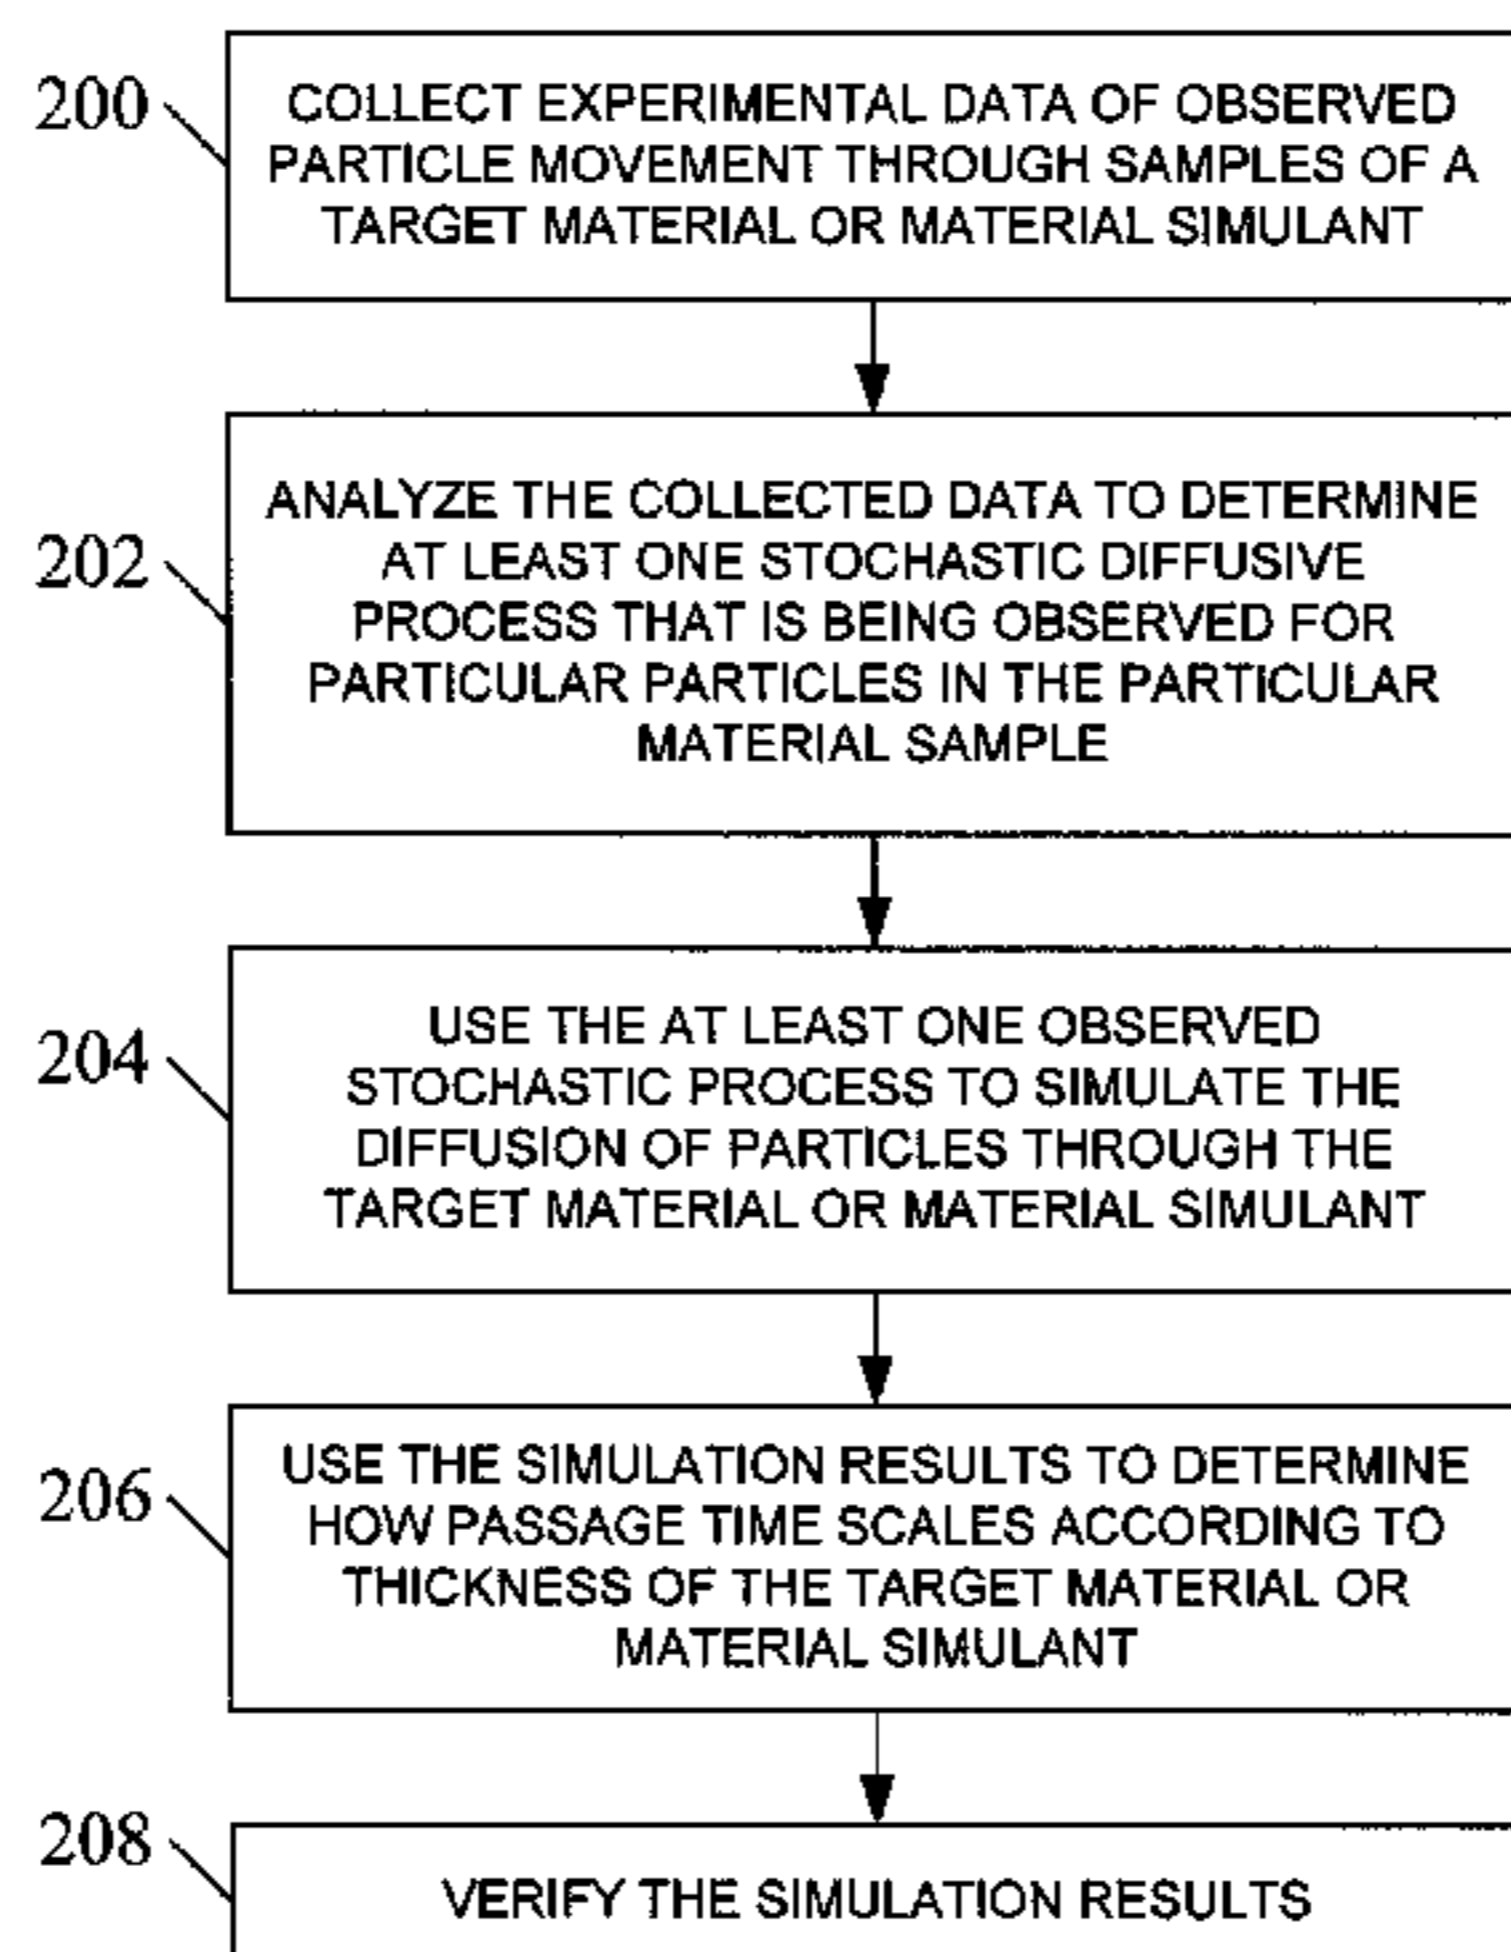 200
COLLECT EXPERIMENTAL DATA OF OBSERVED
PARTICLE MOVEMENT THROUGH SAMPLES OF A
TARGET MATERIAL OR MATERIAL SIMULANT
202
ANALYZE THE COLLECTED DATA TO DETERMINE
AT LEAST ONE STOCHASTIC DIFFUSIVE
PROCESS THAT IS BEING OBSERVED FOR
PARTICULAR PARTICLES IN THE PARTICULAR
MATERIAL SAMPLE
204
USE THE AT LEAST ONE OBSERVED
STOCHASTIC PROCESS TO SIMULATE THE
DIFFUSION OF PARTICLES THROUGH THE
TARGET MATERIAL OR MATERIAL SIMULANT
206
USE THE SIMULATION RESULTS TO DETERMINE
HOW PASSAGE TIME SCALES ACCORDING TO
THICKNESS OF THE TARGET MATERIAL OR
MATERIAL SIMULANT
208
VERIFY THE SIMULATION RESULTS